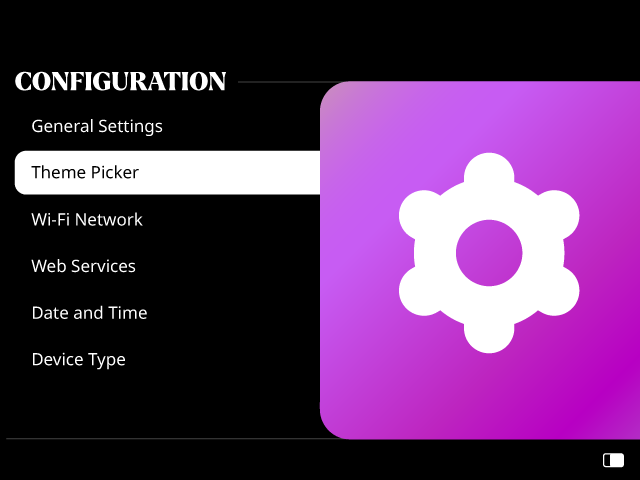 CONFIGURATION
General Settings
Theme Picker
Wi-Fi Network
Web Services
Date and Time
Device Type